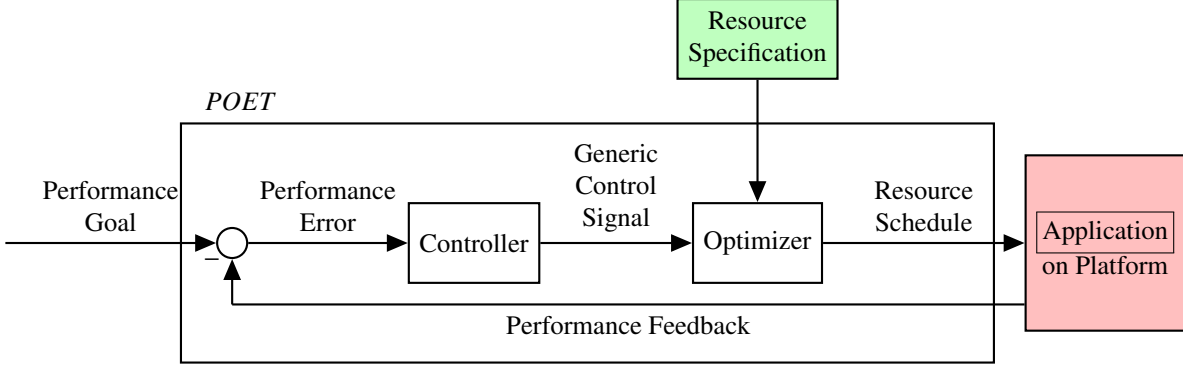 Resource
Specification
POET
Performance
Goal
Performance
Error
Generic
Control
Signal
Resource
Schedule
Controller
Optimizer
Application
on Platform
−
Performance Feedback